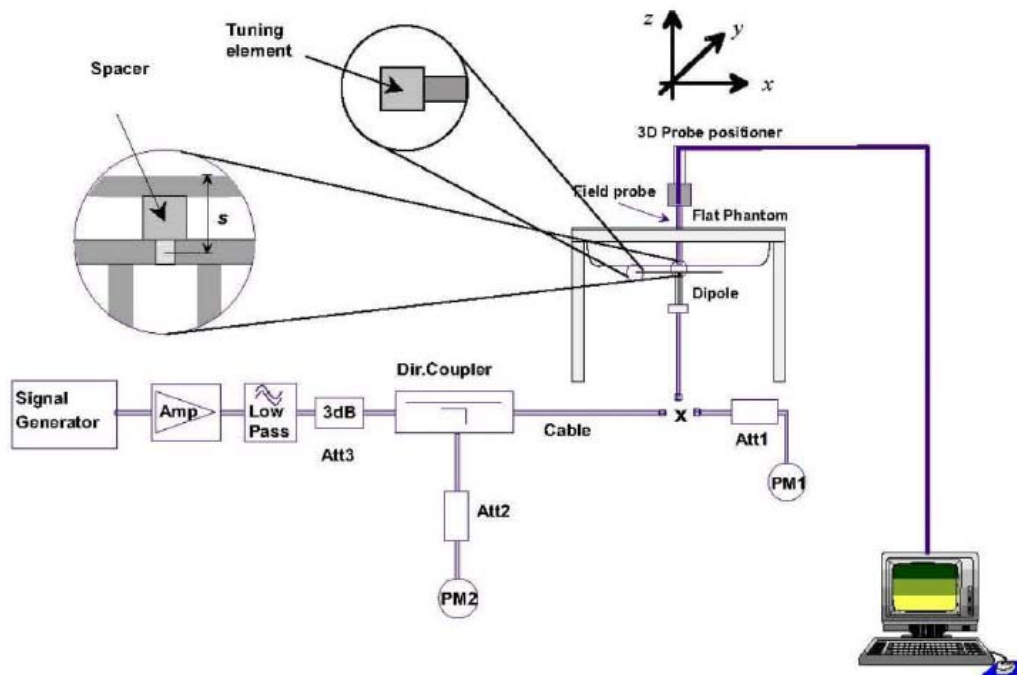 Tuning
element
Spacer
s
z
y
x
3D Probe positioner
Field probe
Flat Phantom
Dipole
Signal
Generator
Amp
Low
Pass
3dB
Att3
Dir.Coupler
Cable
X
Att1
PM1
Att2
PM2